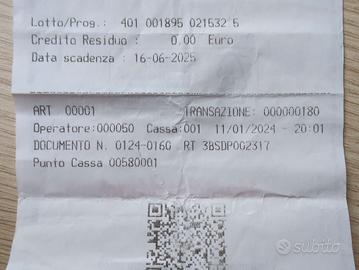 Lotto/Prog.: 401 001895 021532 5
Credito Residuo : 0.00 Euro
Data scadenza : 16-06-2025
ART 00001 TRANSAZIONE: 000000180
Operatore:000050 Cassa:001 11/01/2024 - 20:01
DOCUMENTO N. 0124-0160 RT 3BSDP002317
Punto Cassa 00580001
subito